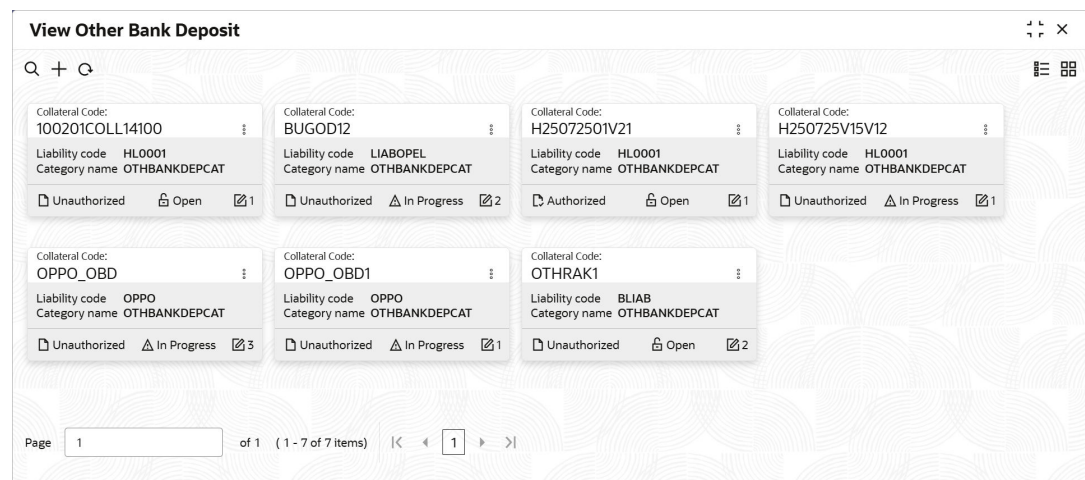 View Other Bank Deposit
Collateral Code: Collateral Code: Collateral Code: Collateral Code:
100201COLL14100 BUGOD12 H25072501V21 H250725V15V12
Liability code HL0001 Liability code LIABOPEL Liability code HL0001 Liability code HL0001
Category name OTHBANKDEPCAT Category name OTHBANKDEPCAT Category name OTHBANKDEPCAT Category name OTHBANKDEPCAT
Unauthorized Open 1 Unauthorized In Progress 2 Authorized Open 1 Unauthorized In Progress 1
Collateral Code: Collateral Code: Collateral Code:
OPPO_OBD OPPO_OBD1 OTHRAK1
Liability code OPPO Liability code OPPO Liability code BLIAB
Category name OTHBANKDEPCAT Category name OTHBANKDEPCAT Category name OTHBANKDEPCAT
Unauthorized In Progress 3 Unauthorized In Progress 1 Unauthorized Open 2
Page 1 of 1 ( 1 - 7 of 7 items) 1